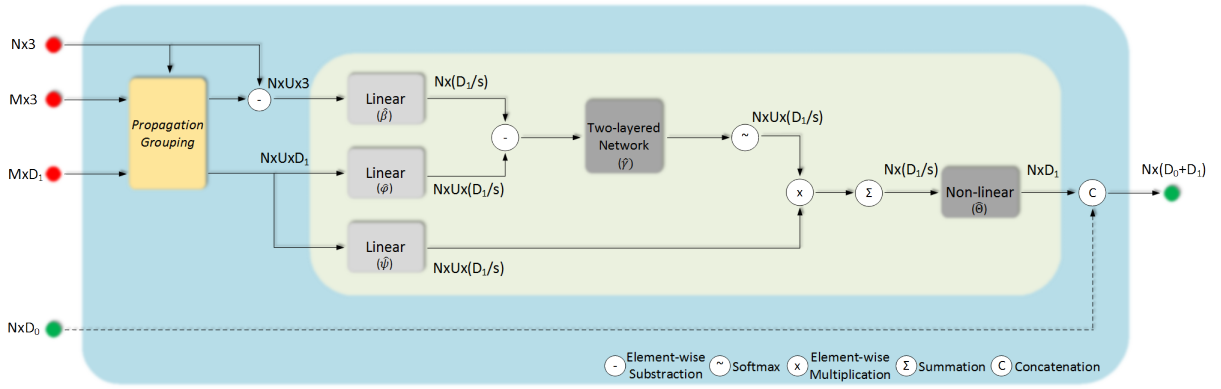 Nx3
Mx3
MxD₁
NxD₀
Propagation
Grouping
-
NxUx3
NxUxD₁
Linear
(β̂)
Linear
(φ̂)
Linear
(ψ̂)
Nx(D₁/s)
NxUx(D₁/s)
NxUx(D₁/s)
-
Two-layered
Network
(γ̂)
~
NxUx(D₁/s)
x
Σ
Nx(D₁/s)
Non-linear
(Θ̂)
NxD₁
C
Nx(D₀+D₁)
- Element-wise
Substraction
~ Softmax
x Element-wise
Multiplication
Σ Summation
C Concatenation